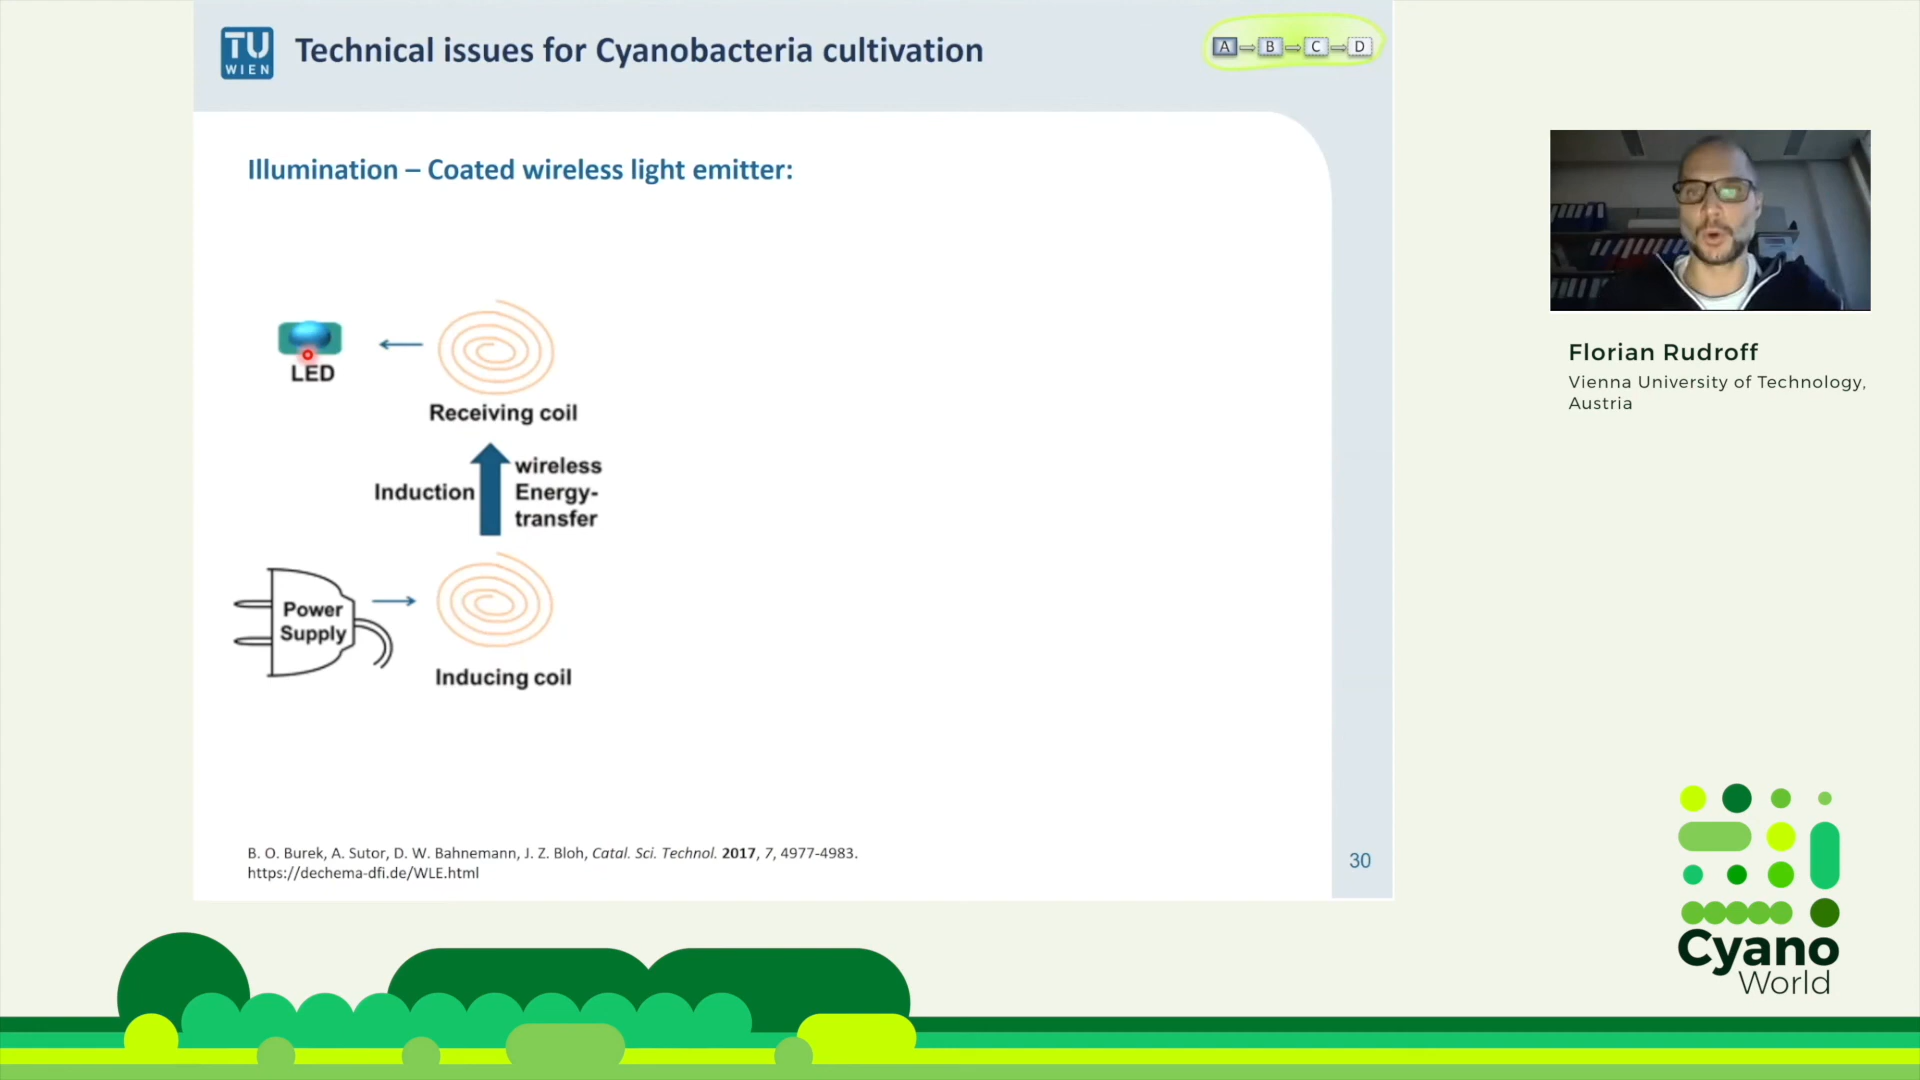 TU
WIEN
Technical issues for Cyanobacteria cultivation
A B C D
Illumination – Coated wireless light emitter:
LED
Receiving coil
Induction
wireless
Energy-
transfer
Power
Supply
Inducing coil
B. O. Burek, A. Sutor, D. W. Bahnemann, J. Z. Bloh, Catal. Sci. Technol. 2017, 7, 4977-4983.
https://dechema-dfi.de/WLE.html
30
Florian Rudroff
Vienna University of Technology,
Austria
Cyano
World